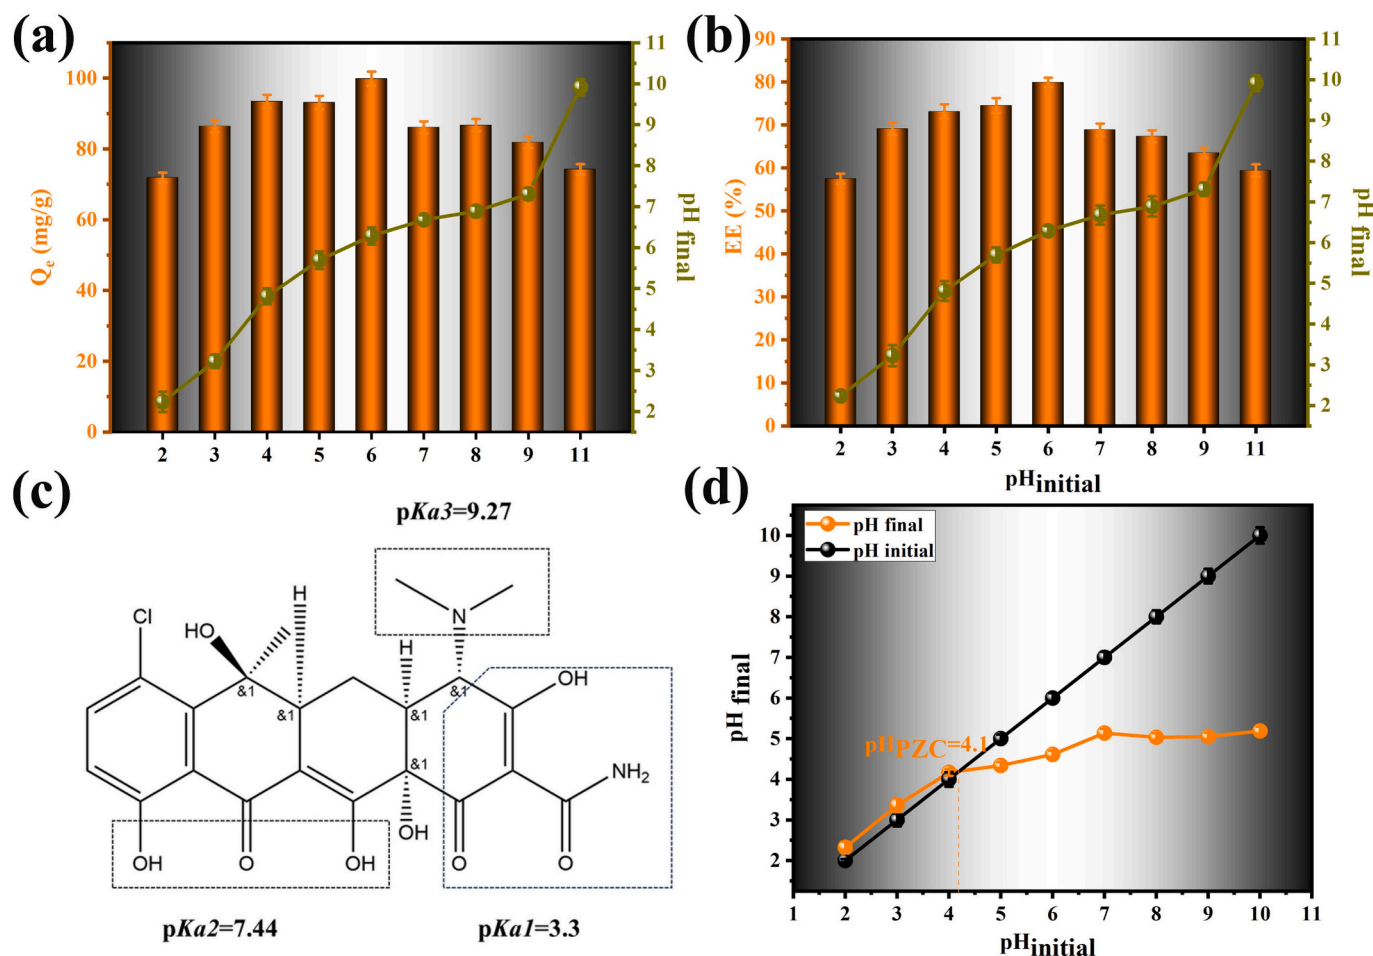 (a)
Q_e (mg/g)
100
80
60
40
20
0
2 3 4 5 6 7 8 9 11
11
10
9
8
7
6
5
4
3
2
pH final
(b)
EE (%)
90
80
70
60
50
40
30
20
10
0
2 3 4 5 6 7 8 9 11
pHinitial
11
10
9
8
7
6
5
4
3
2
pH final
(c)
pKa3=9.27
Cl
HO
H
N
H
OH
&1
&1
&1
&1
&1
NH2
OH
OH
O
OH
O
O
pKa2=7.44
pKa1=3.3
(d)
pH final
pH initial
pH final
10
9
8
7
6
5
4
3
2
pHPZC=4.1
1 2 3 4 5 6 7 8 9 10 11
pHinitial